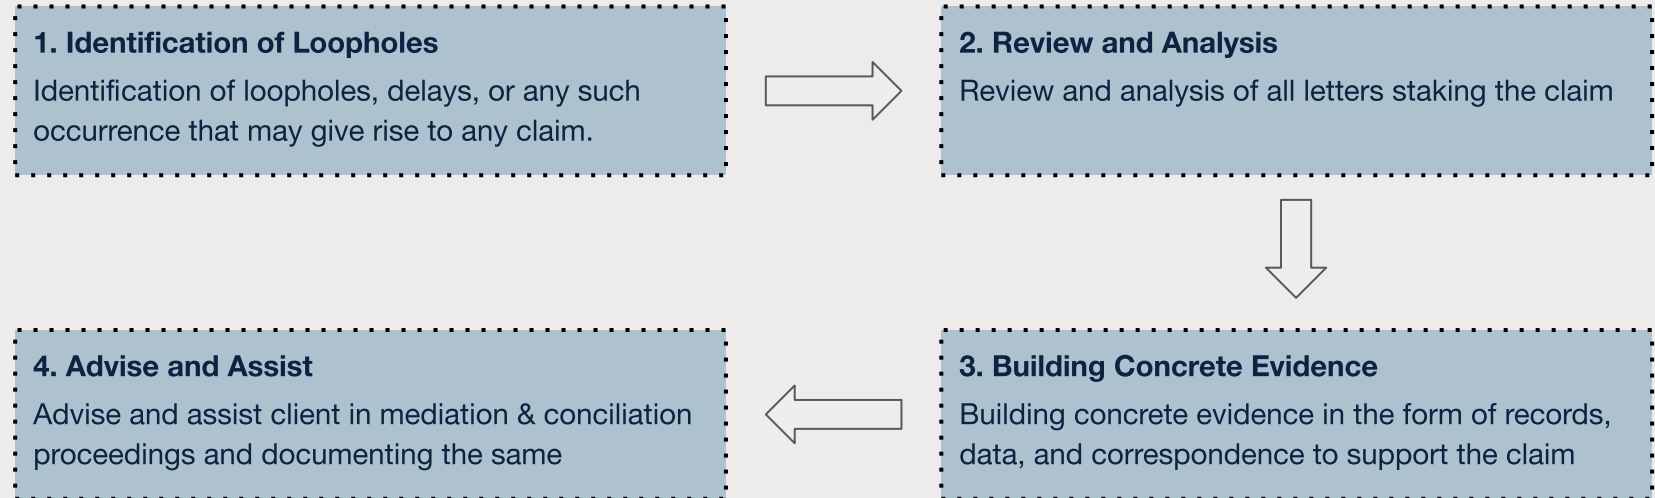 1. Identification of Loopholes
Identification of loopholes, delays, or any such
occurrence that may give rise to any claim.
2. Review and Analysis
Review and analysis of all letters staking the claim
3. Building Concrete Evidence
Building concrete evidence in the form of records,
data, and correspondence to support the claim
4. Advise and Assist
Advise and assist client in mediation & conciliation
proceedings and documenting the same